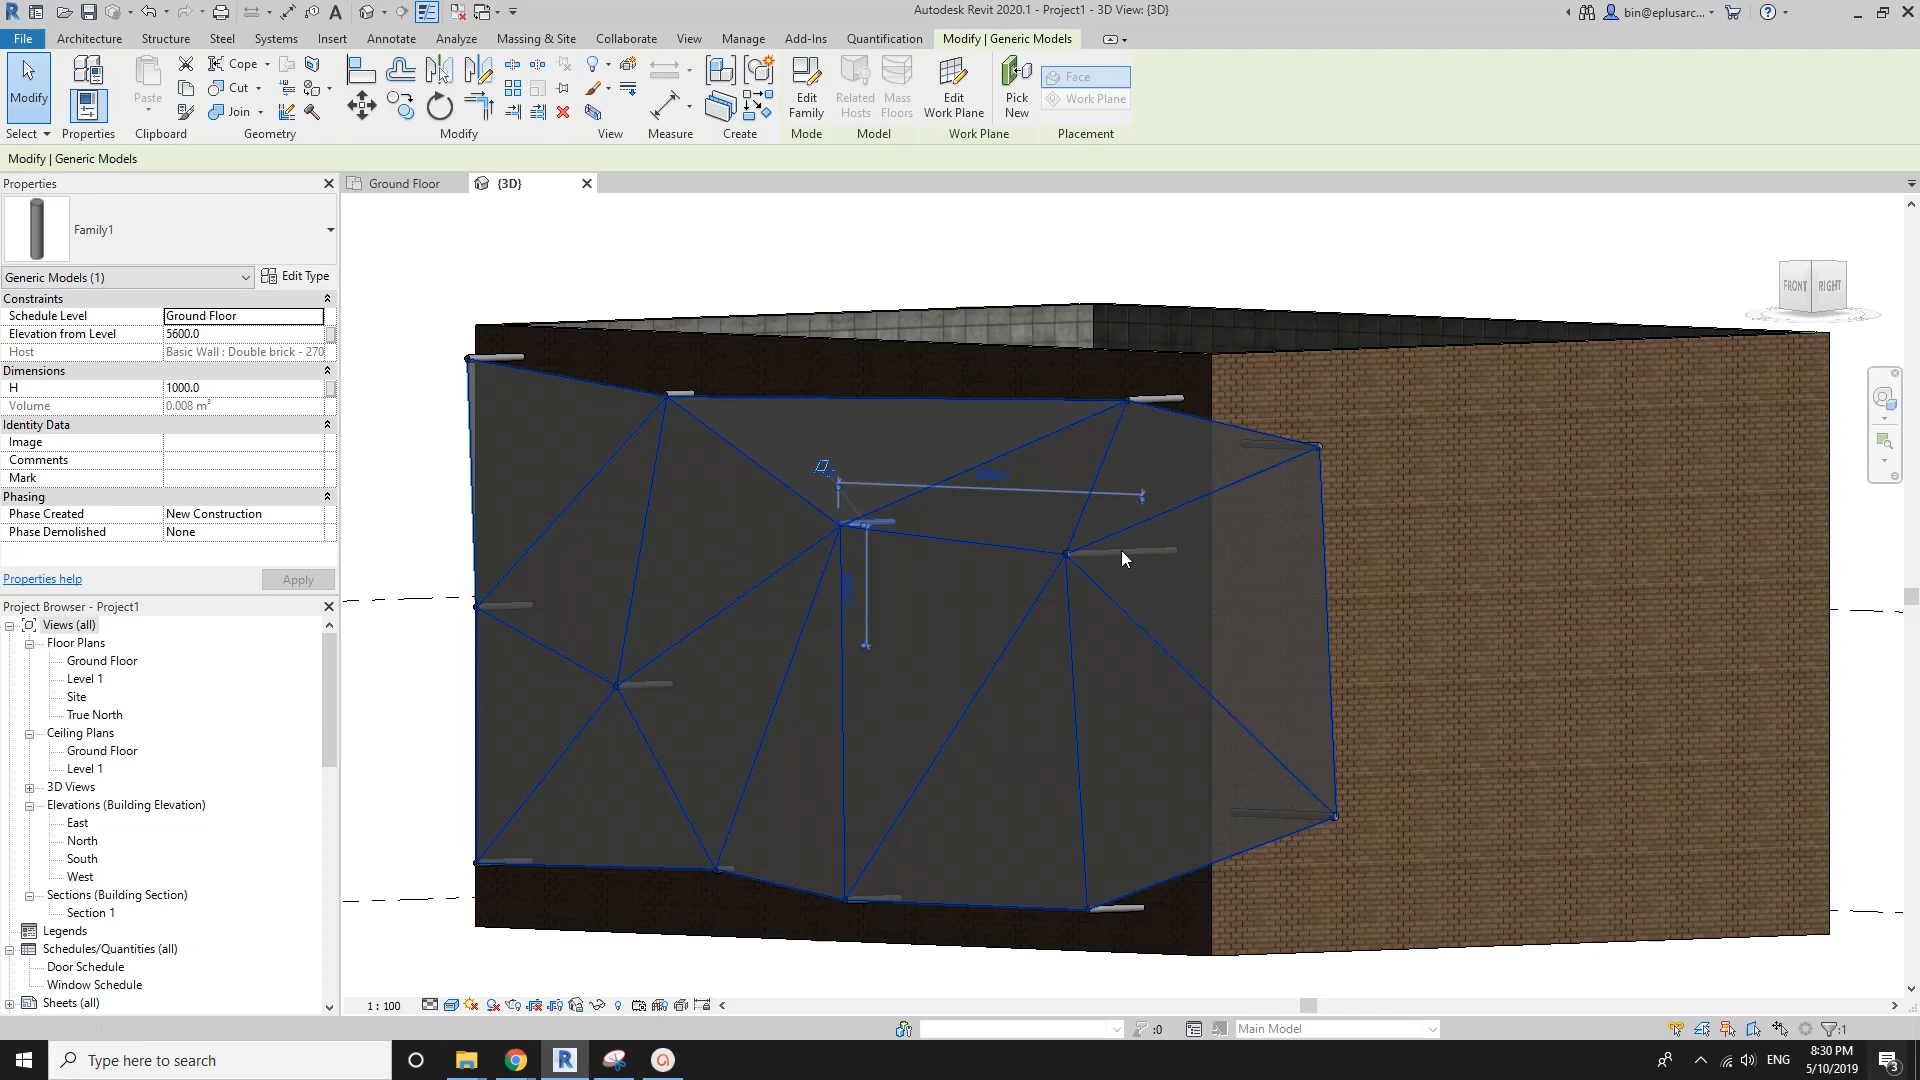 Autodesk Revit 2020.1 - Project1 - 3D View: {3D}
bin@eplusarc...
File Architecture Structure Steel Systems Insert Annotate Analyze Massing & Site Collaborate View Manage Add-Ins Quantification Modify | Generic Models
Modify
Paste
Cope
Cut
Join
Edit Family
Related Hosts
Mass Floors
Edit Work Plane
Pick New
Face
Work Plane
Select Properties Clipboard Geometry Modify View Measure Create Mode Model Work Plane Placement
Modify | Generic Models
Properties
Ground Floor
{3D}
Family1
Generic Models (1)
Edit Type
Constraints
Schedule Level Ground Floor
Elevation from Level 5600.0
Host Basic Wall : Double brick - 270
Dimensions
H 1000.0
Volume 0.008 m³
Identity Data
Image
Comments
Mark
Phasing
Phase Created New Construction
Phase Demolished None
Properties help
Apply
FRONT RIGHT
Project Browser - Project1
Views (all)
Floor Plans
Ground Floor
Level 1
Site
True North
Ceiling Plans
Ground Floor
Level 1
3D Views
Elevations (Building Elevation)
East
North
South
West
Sections (Building Section)
Section 1
Legends
Schedules/Quantities (all)
Door Schedule
Window Schedule
Sheets (all)
1 : 100
:0
Main Model
:1
Type here to search
ENG
8:30 PM
5/10/2019
3